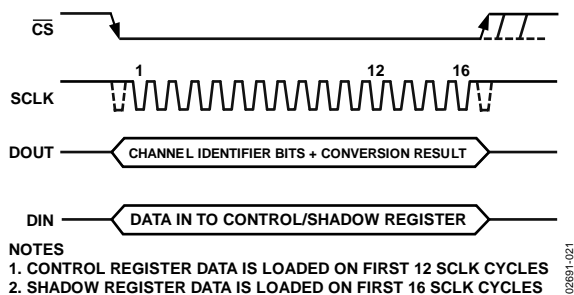 CS
1 12 16
SCLK
DOUT CHANNEL IDENTIFIER BITS + CONVERSION RESULT
DIN DATA IN TO CONTROL/SHADOW REGISTER
NOTES
1. CONTROL REGISTER DATA IS LOADED ON FIRST 12 SCLK CYCLES
2. SHADOW REGISTER DATA IS LOADED ON FIRST 16 SCLK CYCLES
02691-021